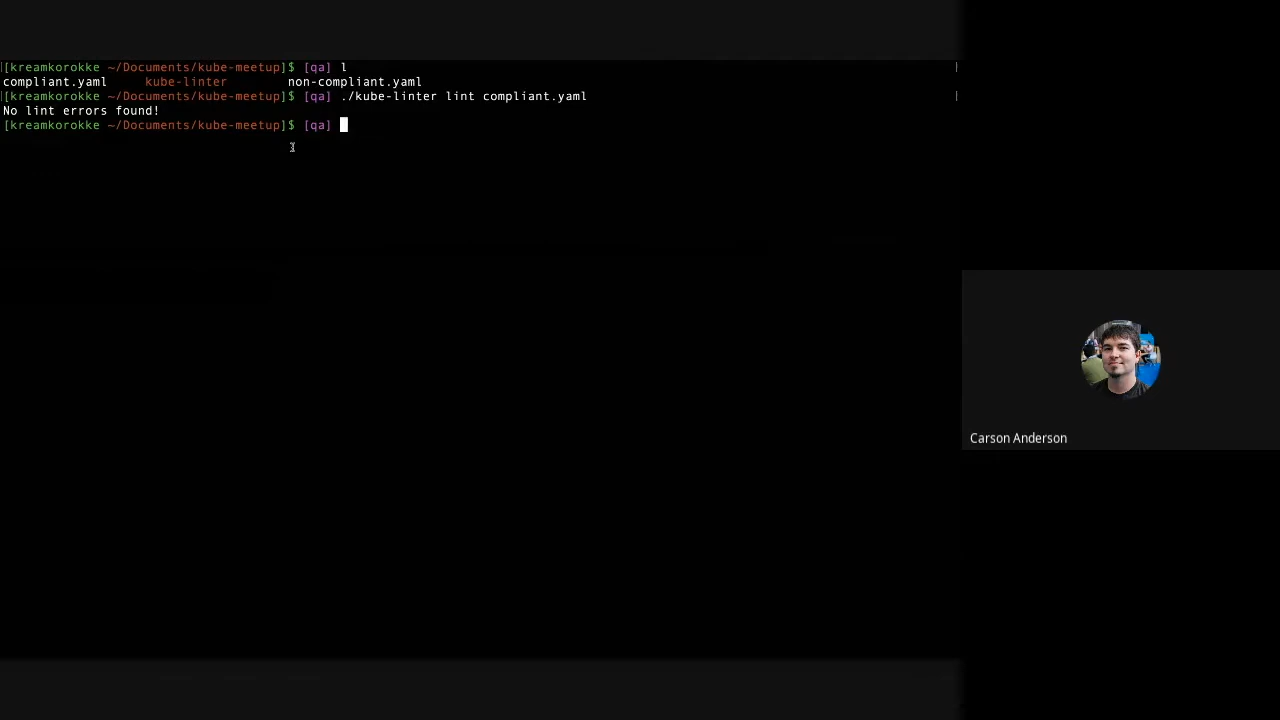 [kreamkorokke ~/Documents/kube-meetup]$ [qa] l
compliant.yaml kube-linter non-compliant.yaml
[kreamkorokke ~/Documents/kube-meetup]$ [qa] ./kube-linter lint compliant.yaml
No lint errors found!
[kreamkorokke ~/Documents/kube-meetup]$ [qa]
Carson Anderson